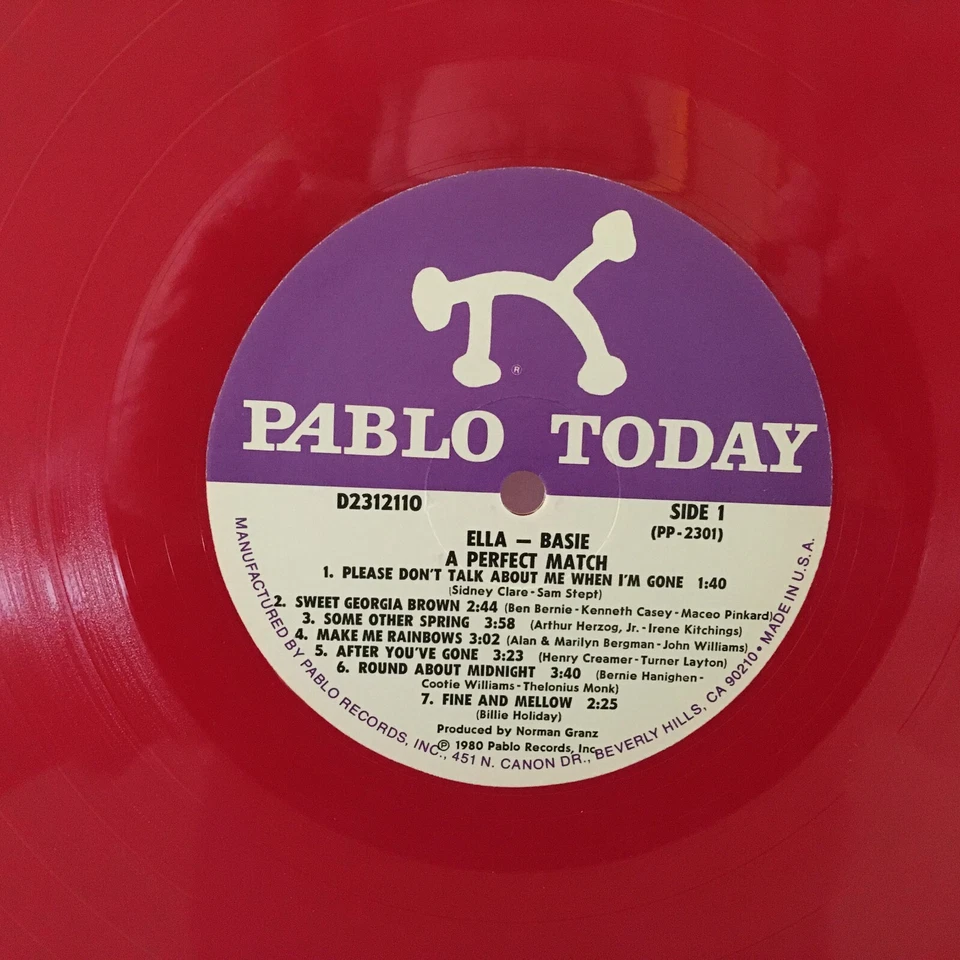 ®
PABLO TODAY
D2312110
SIDE 1
(PP-2301)
ELLA — BASIE
A PERFECT MATCH
1. PLEASE DON'T TALK ABOUT ME WHEN I'M GONE 1:40
(Sidney Clare-Sam Stept)
2. SWEET GEORGIA BROWN 2:44 (Ben Bernie-Kenneth Casey-Maceo Pinkard)
3. SOME OTHER SPRING 3:58 (Arthur Herzog, Jr.-Irene Kitchings)
4. MAKE ME RAINBOWS 3:02 (Alan & Marilyn Bergman-John Williams)
5. AFTER YOU'VE GONE 3:23 (Henry Creamer-Turner Layton)
6. ROUND ABOUT MIDNIGHT 3:40 (Bernie Hanighen-
Cootie Williams-Thelonius Monk)
7. FINE AND MELLOW 2:25
(Billie Holiday)
Produced by Norman Granz
℗ 1980 Pablo Records, Inc.
MANUFACTURED BY PABLO RECORDS, INC., 451 N. CANON DR., BEVERLY HILLS, CA 90210 • MADE IN U.S.A.